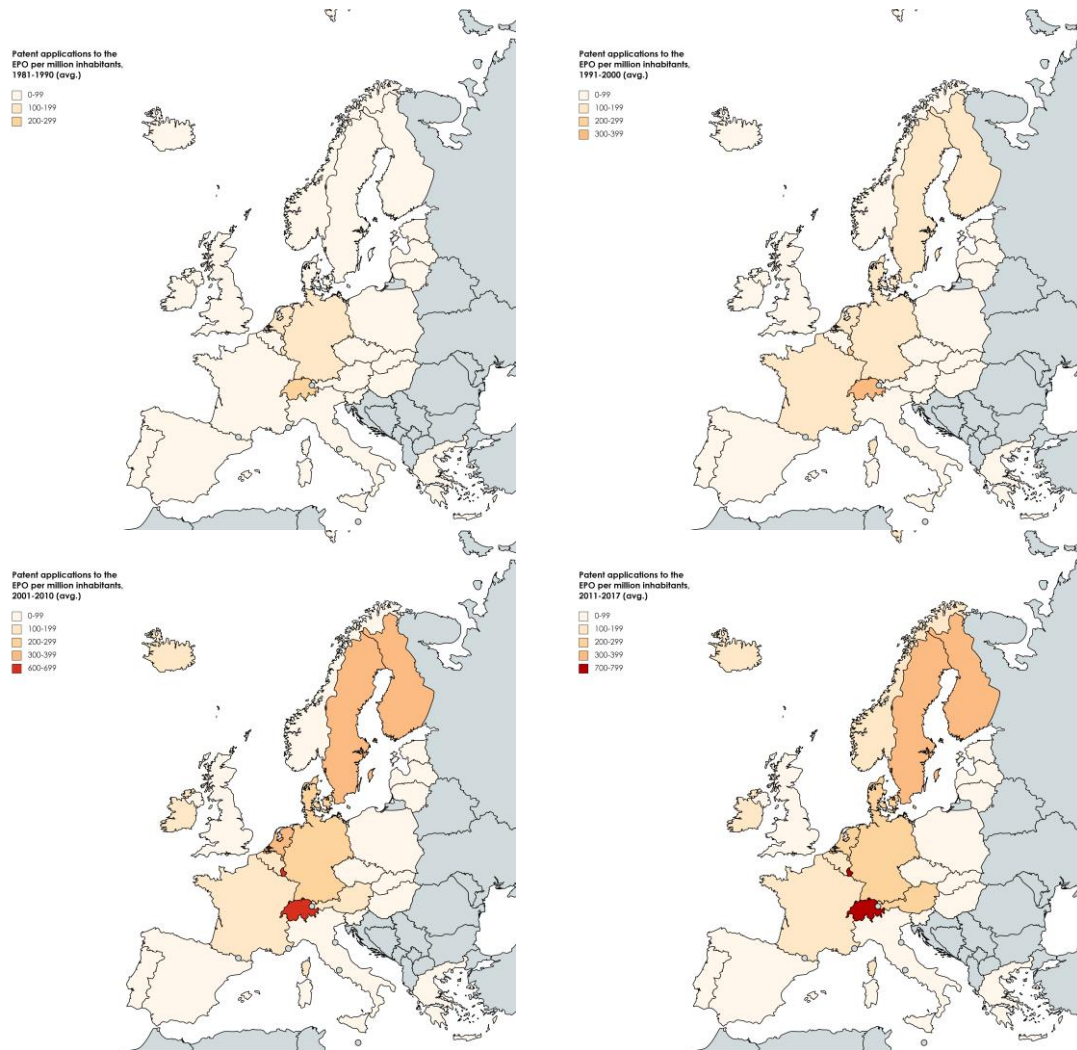 Patent applications to the
EPO per million inhabitants,
1981-1990 (avg.)
0-99
100-199
200-299
Patent applications to the
EPO per million inhabitants,
1991-2000 (avg.)
0-99
100-199
200-299
300-399
Patent applications to the
EPO per million inhabitants,
2001-2010 (avg.)
0-99
100-199
200-299
300-399
600-699
Patent applications to the
EPO per million inhabitants,
2011-2017 (avg.)
0-99
100-199
200-299
300-399
700-799